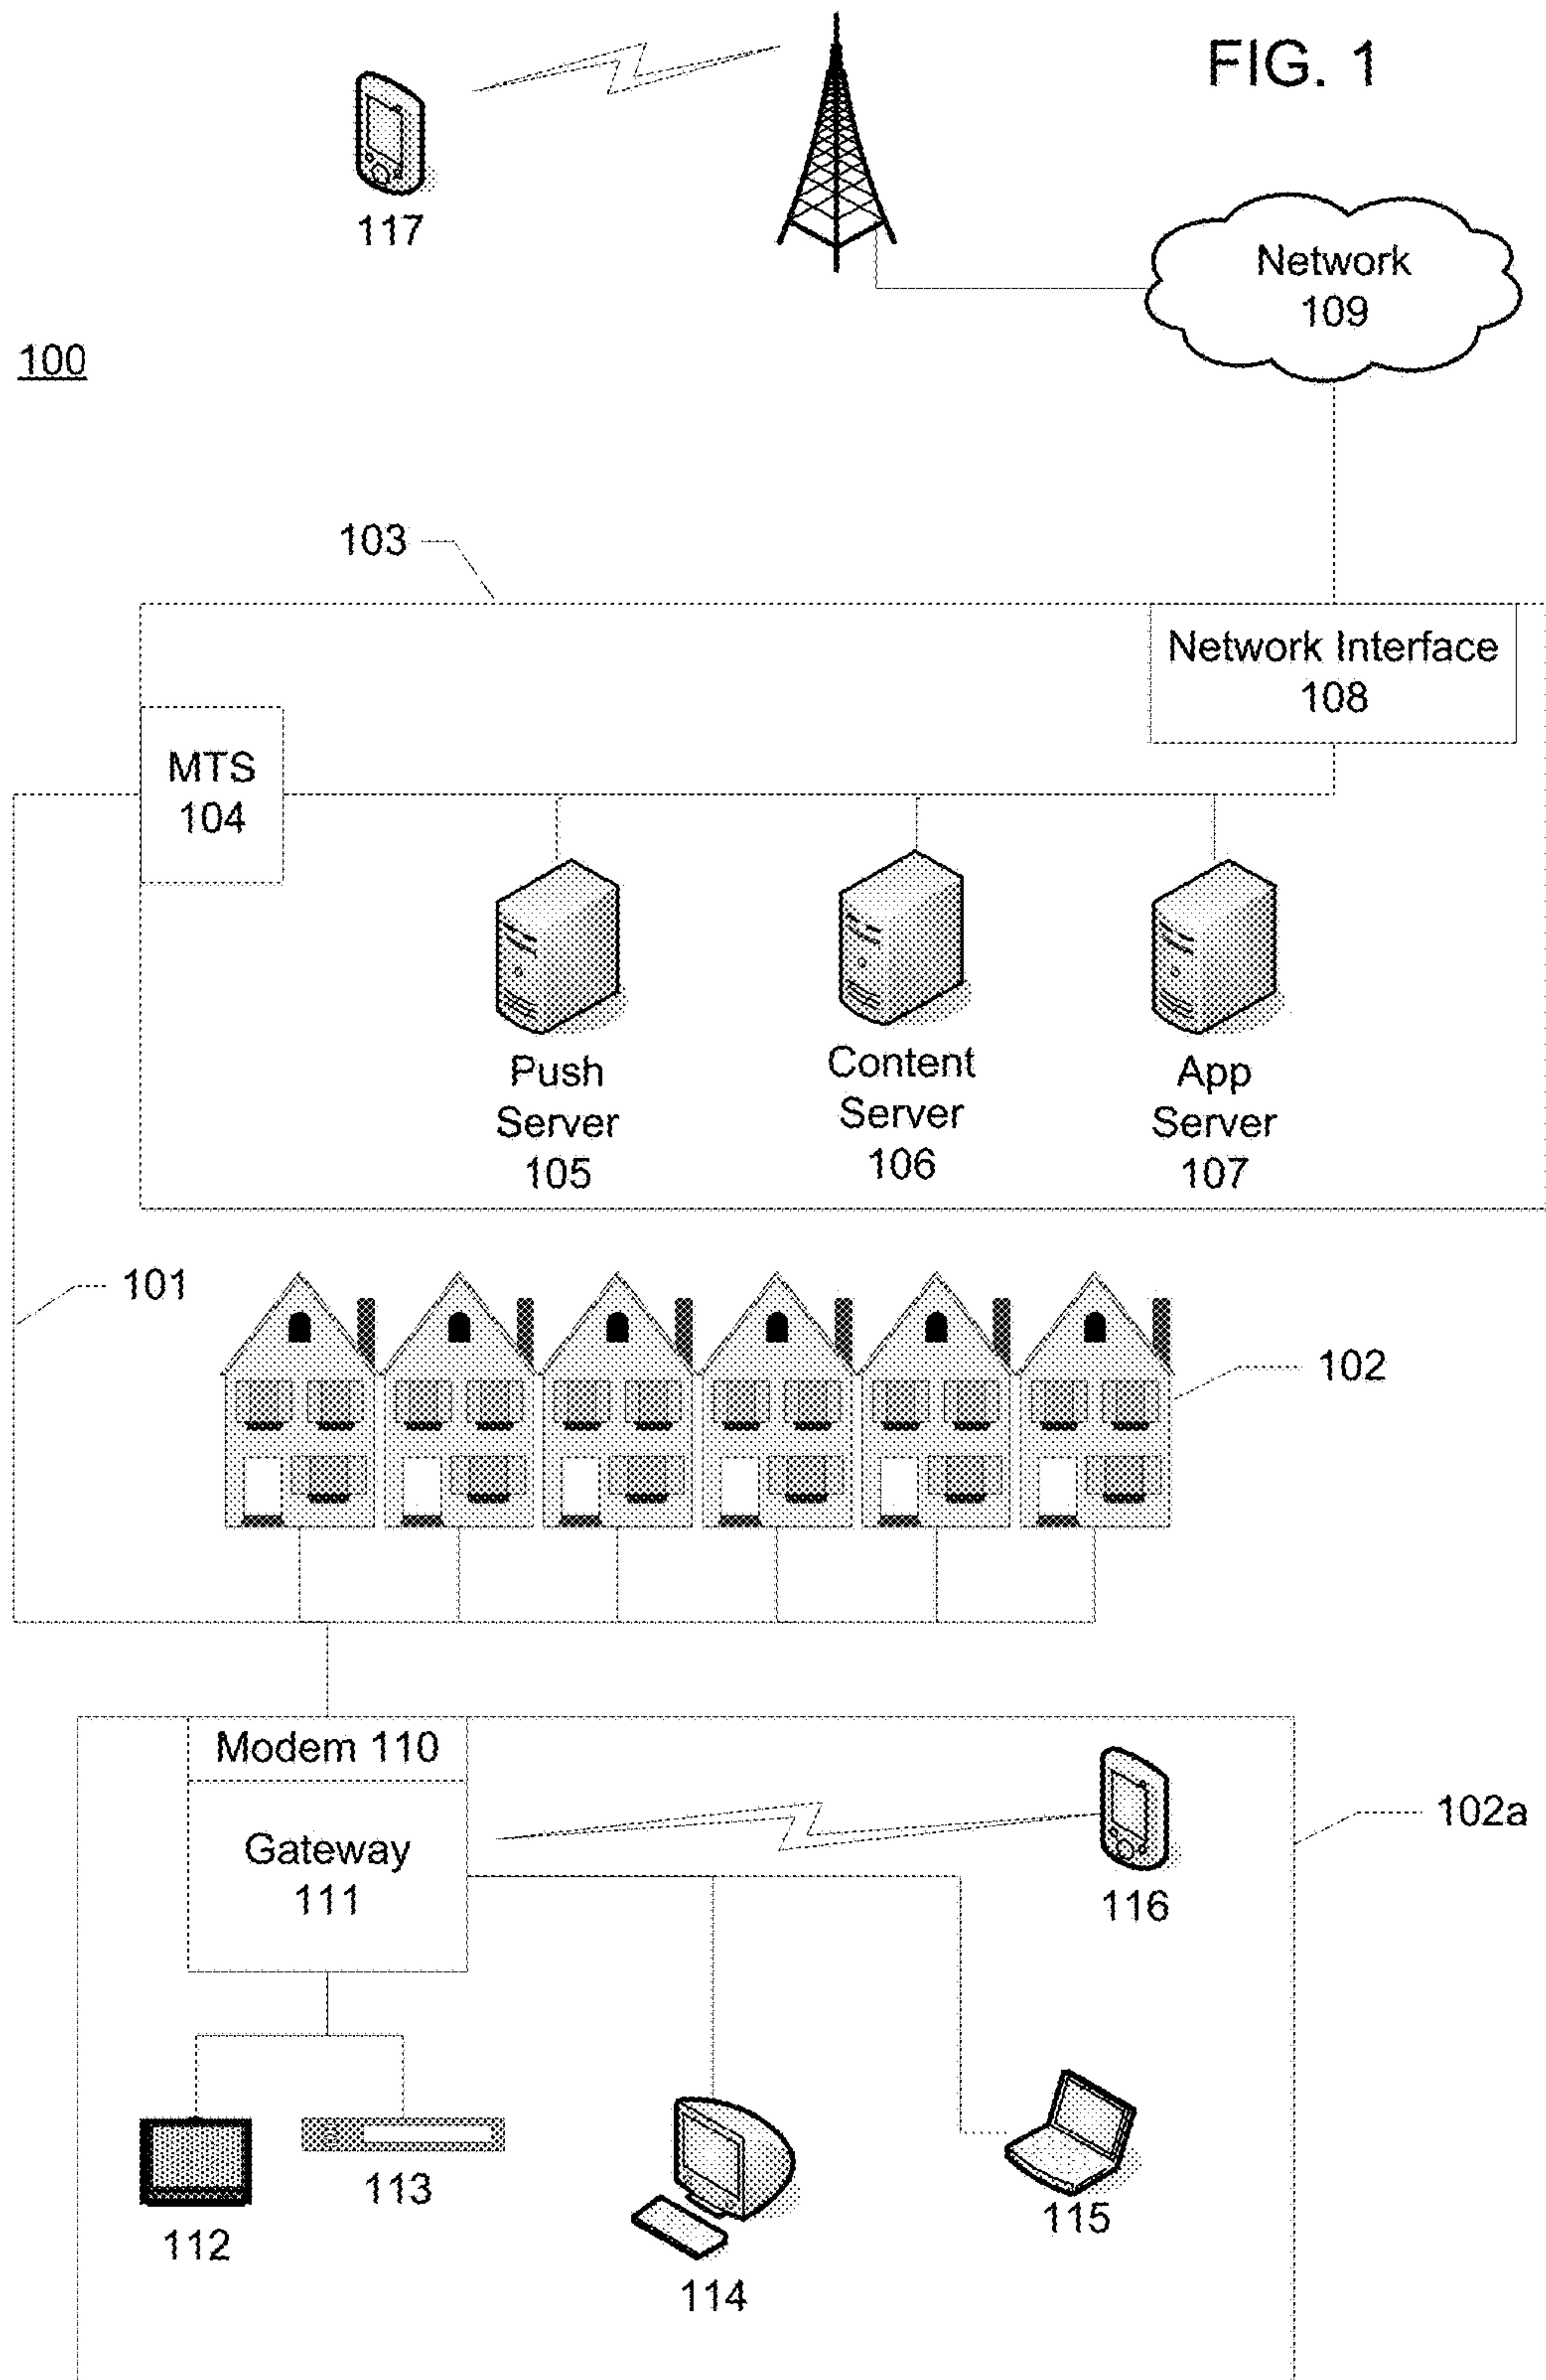 FIG. 1
117
Network
109
100
103
Network Interface
108
MTS
104
Push
Server
105
Content
Server
106
App
Server
107
101
102
Modem 110
Gateway
111
116
102a
112
113
114
115